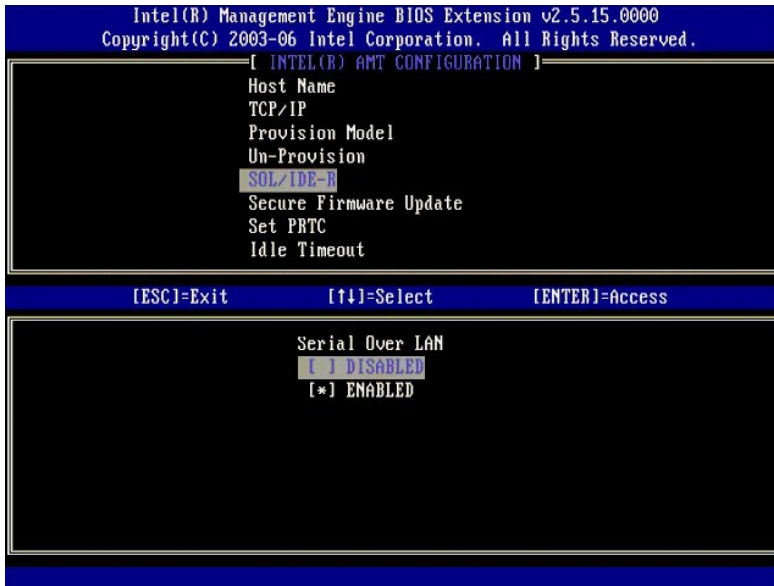 Intel(R) Management Engine BIOS Extension v2.5.15.0000
Copyright(C) 2003-06 Intel Corporation. All Rights Reserved.
[ INTEL(R) AMT CONFIGURATION ]
Host Name
TCP/IP
Provision Model
Un-Provision
SOL/IDE-R
Secure Firmware Update
Set PRTC
Idle Timeout
[ESC]=Exit [↑↓]=Select [ENTER]=Access
Serial Over LAN
[ ] DISABLED
[*] ENABLED